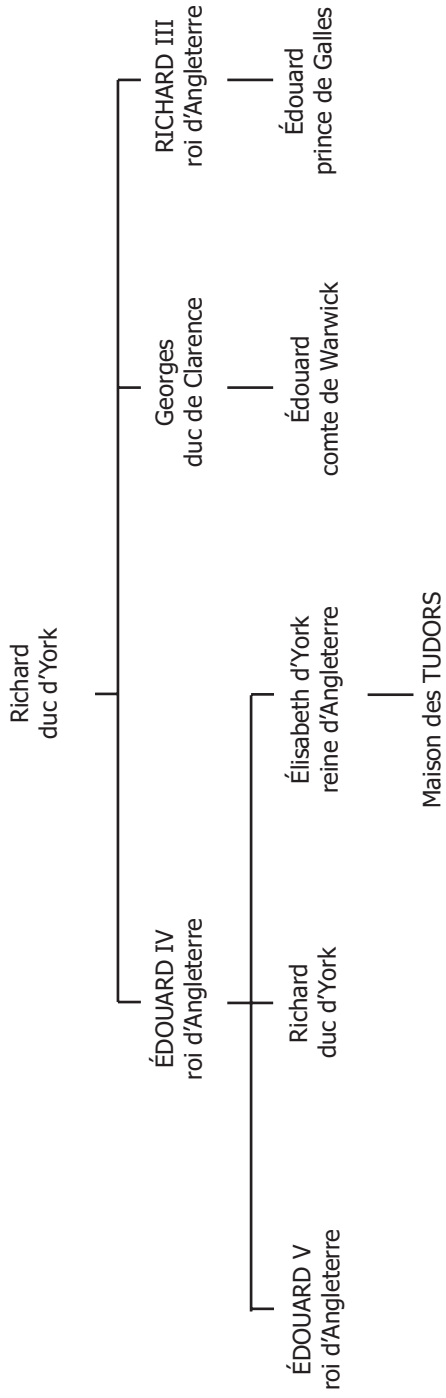 Richard
duc d'York
ÉDOUARD IV
roi d'Angleterre
Georges
duc de Clarence
RICHARD III
roi d'Angleterre
ÉDOUARD V
roi d'Angleterre
Richard
duc d'York
Élisabeth d'York
reine d'Angleterre
Édouard
comte de Warwick
Édouard
prince de Galles
Maison des TUDORS